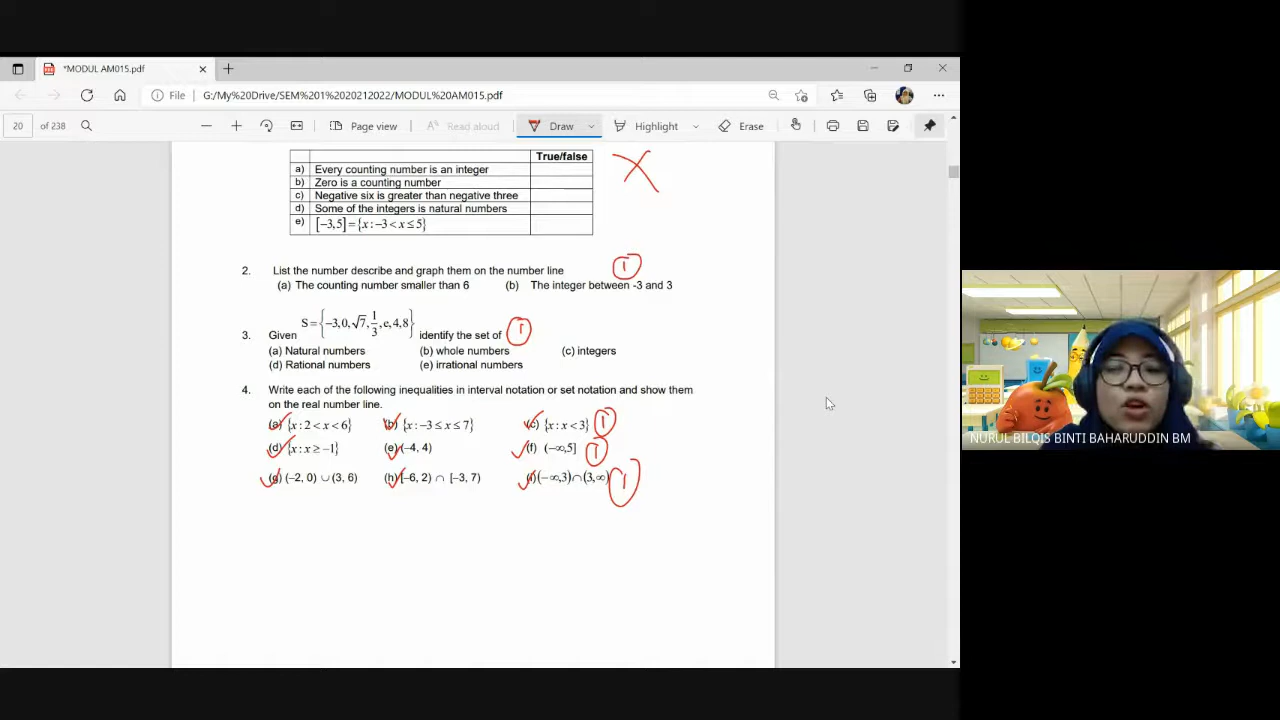 *MODUL AM015.pdf
File G:/My%20Drive/SEM%201%2020212022/MODUL%20AM015.pdf
20 of 238 Page view Read aloud Draw Highlight Erase
True/false
a) Every counting number is an integer
b) Zero is a counting number
c) Negative six is greater than negative three
d) Some of the integers is natural numbers
e) [−3,5] = {x : −3 < x ≤ 5}
2. List the number describe and graph them on the number line 1
(a) The counting number smaller than 6 (b) The integer between -3 and 3
3. Given S = {−3,0,√7,1/3,e,4,8} identify the set of 1
(a) Natural numbers (b) whole numbers (c) integers
(d) Rational numbers (e) irrational numbers
4. Write each of the following inequalities in interval notation or set notation and show them
on the real number line.
(a) {x : 2 < x < 6} (b) {x : −3 ≤ x ≤ 7} (c) {x : x < 3} 1
(d) {x : x ≥ −1} (e) (−4, 4) (f) (−∞,5] 1
(g) (−2, 0) ∪ (3, 6) (h) [−6, 2) ∩ [−3, 7) (i) (−∞,3) ∩ (3,∞) 1
NURUL BILQIS BINTI BAHARUDDIN BM